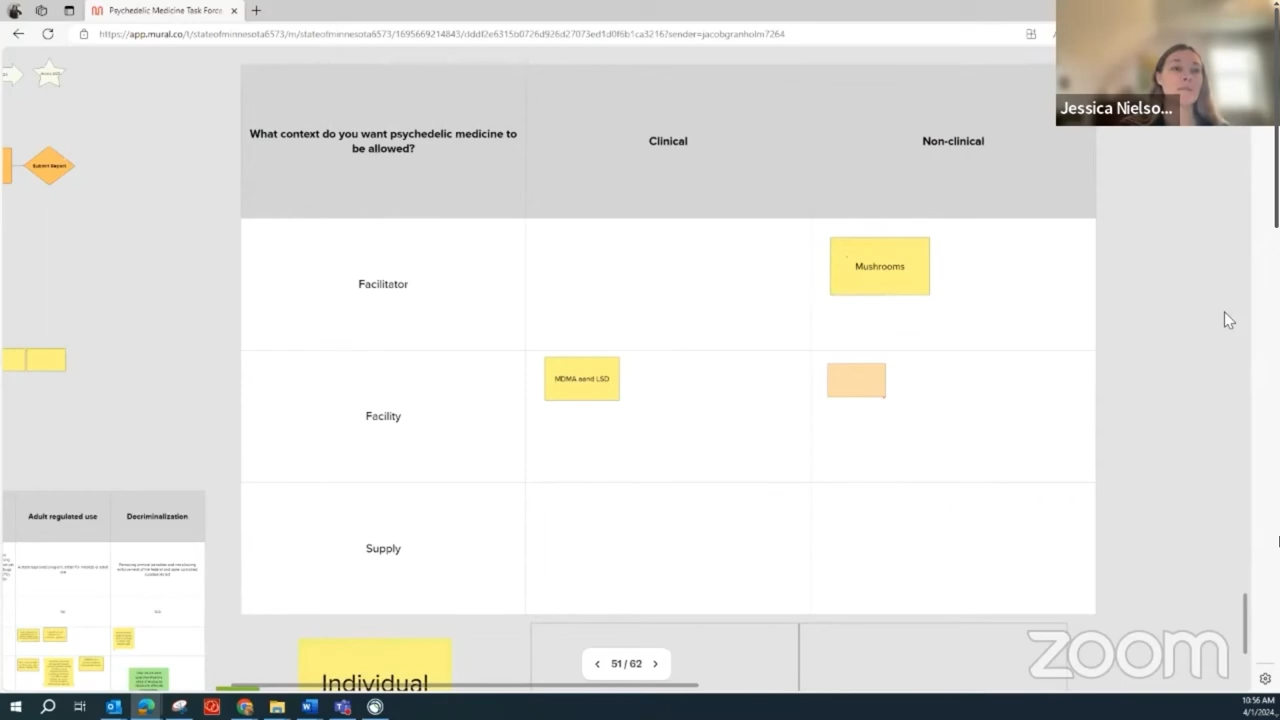 Psychedelic Medicine Task Force
https://app.mural.co/t/stateofminnesota6573/m/stateofminnesota6573/1695669214843/dddf2e6315b0726d926d27073ed1d0f6b1ca3216?sender=jacobgranholm7264
Jessica Nielso...
What context do you want psychedelic medicine to
be allowed?
Clinical
Non-clinical
Submit Report
Facilitator
Mushrooms
Facility
MDMA aand LSD
Supply
Adult regulated use
Decriminalization
No
Yes
Individual
51 / 62
zoom
10:56 AM
4/1/2024